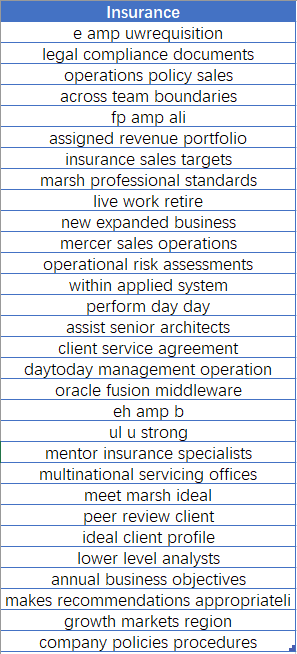 Insurance
e amp uwrequisition
legal compliance documents
operations policy sales
across team boundaries
fp amp ali
assigned revenue portfolio
insurance sales targets
marsh professional standards
live work retire
new expanded business
mercer sales operations
operational risk assessments
within applied system
perform day day
assist senior architects
client service agreement
daytoday management operation
oracle fusion middleware
eh amp b
ul u strong
mentor insurance specialists
multinational servicing offices
meet marsh ideal
peer review client
ideal client profile
lower level analysts
annual business objectives
makes recommendations appropriateli
growth markets region
company policies procedures